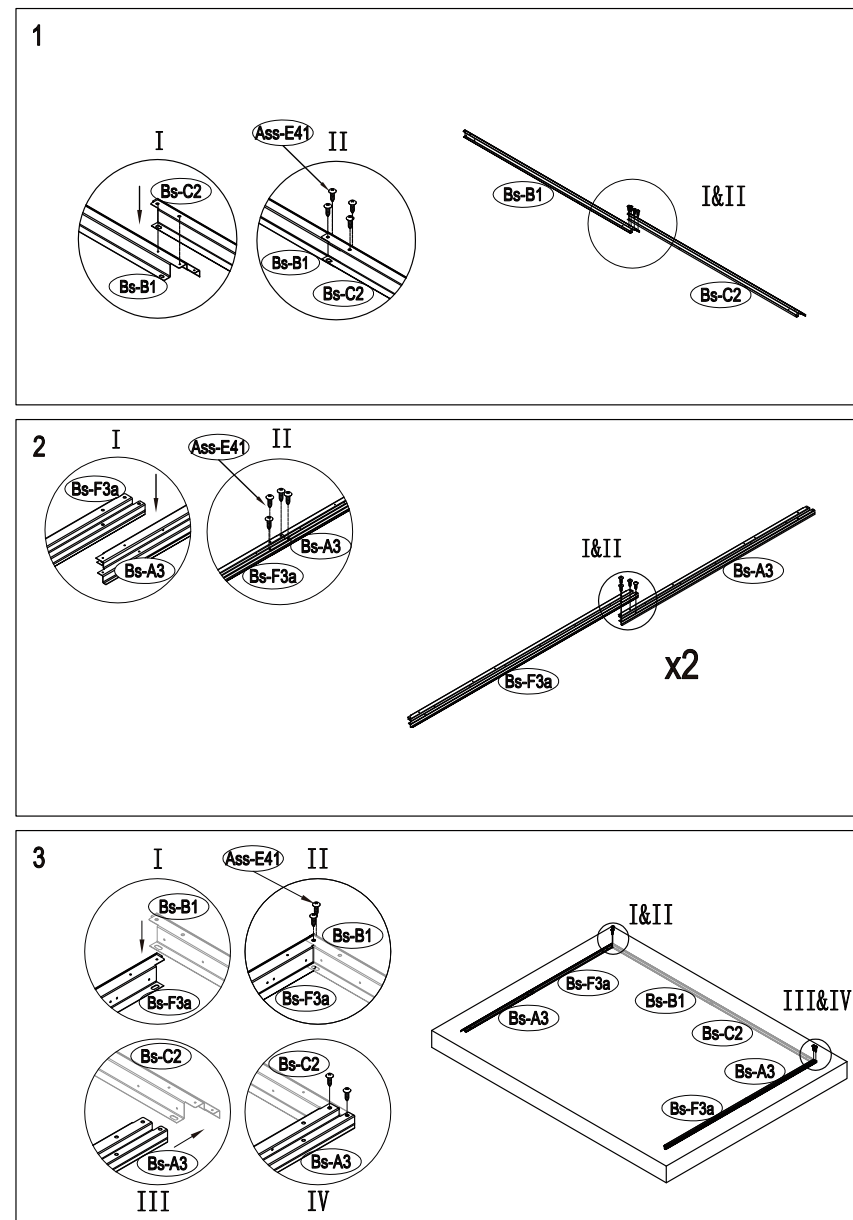 1
I
Ass-E41
II
Bs-C2
Bs-B1
Bs-B1
Bs-C2
Bs-B1
I&II
Bs-C2
2
I
Ass-E41
II
Bs-F3a
Bs-A3
Bs-A3
Bs-F3a
I&II
Bs-A3
Bs-F3a
x2
3
I
Ass-E41
II
Bs-B1
Bs-F3a
Bs-B1
Bs-F3a
Bs-C2
Bs-A3
III
Bs-C2
Bs-A3
IV
I&II
Bs-F3a
Bs-A3
Bs-B1
Bs-C2
III&IV
Bs-A3
Bs-F3a